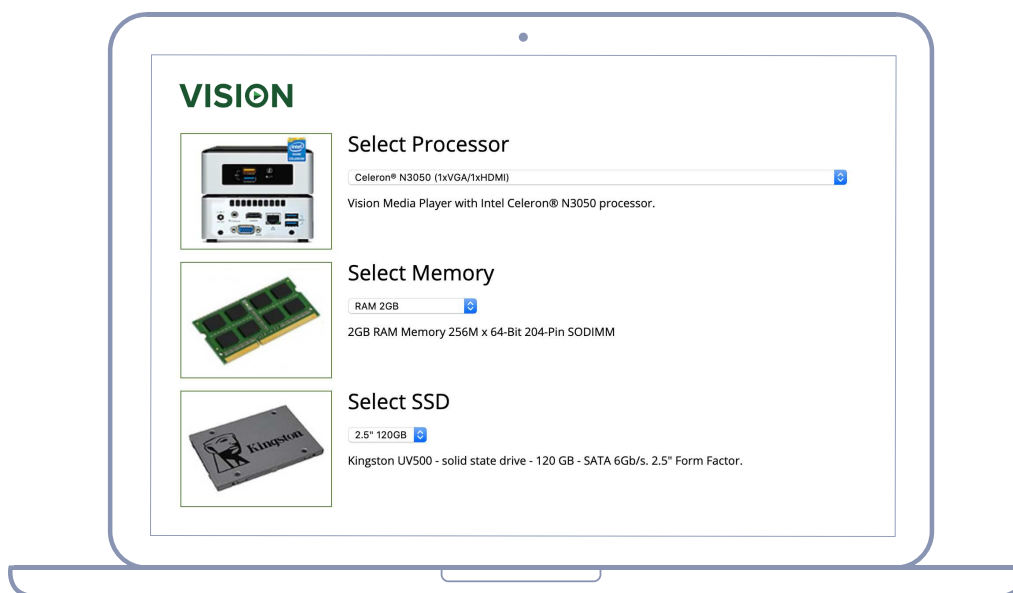 VISION
Select Processor
Celeron® N3050 (1xVGA/1xHDMI)
Vision Media Player with Intel Celeron® N3050 processor.
Select Memory
RAM 2GB
2GB RAM Memory 256M x 64-Bit 204-Pin SODIMM
Select SSD
2.5" 120GB
Kingston
Kingston UV500 - solid state drive - 120 GB - SATA 6Gb/s. 2.5" Form Factor.